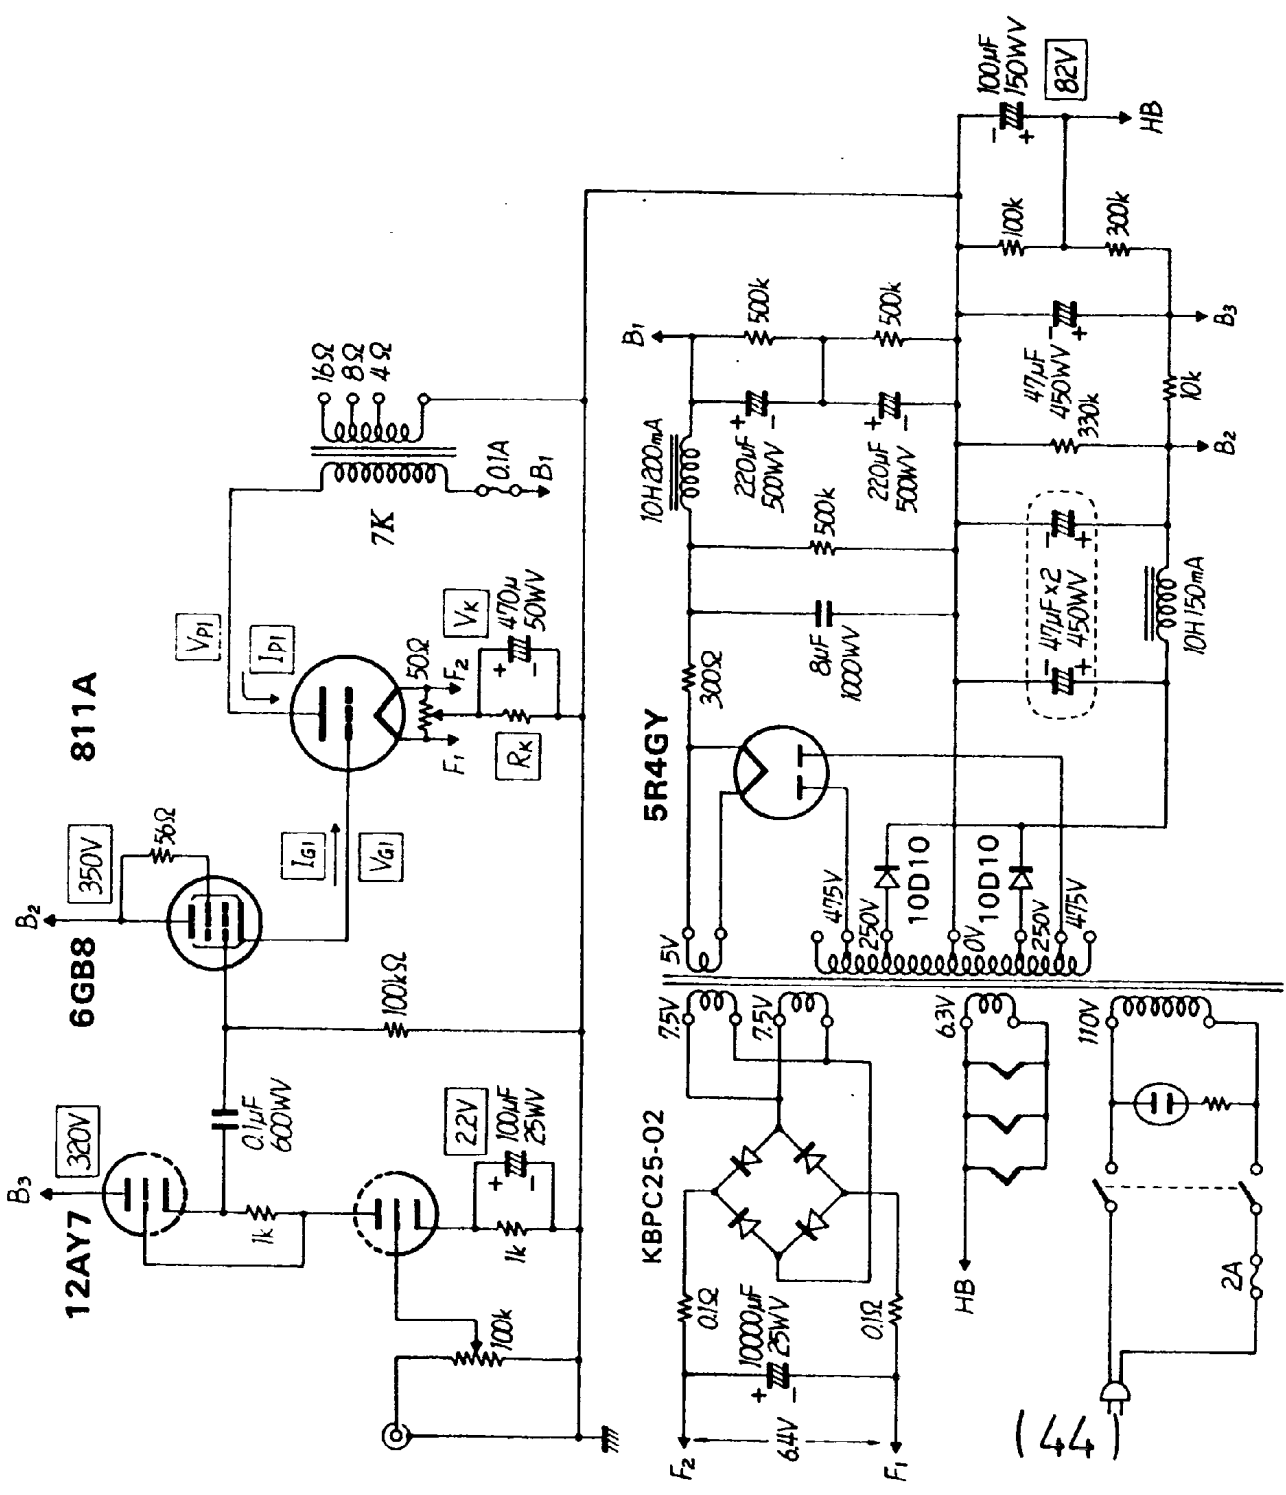 12AY7
6GB8
811A
B3
320V
B2
350V
56Ω
VP1
IP1
IG1
VG1
1k
0.1μF
600WV
100kΩ
2.2V
100μF
25WV
1k
100k
50Ω
F1
F2
VK
470μ
50WV
RK
7K
16Ω
8Ω
4Ω
0.1A
B1
KBPC25-02
0.1Ω
10000μF
25WV
0.1Ω
F2
6.4V
F1
7.5V
7.5V
6.3V
HB
110V
2A
(44)
5R4GY
5V
475V
250V
10D10
0V
10D10
250V
475V
300Ω
8μF
1000WV
500k
10H200mA
B1
220μF
500WV
500k
220μF
500WV
500k
47μF×2
450WV
10H150mA
330k
B2
47μF
450WV
10k
B3
100k
300k
100μF
150WV
82V
HB